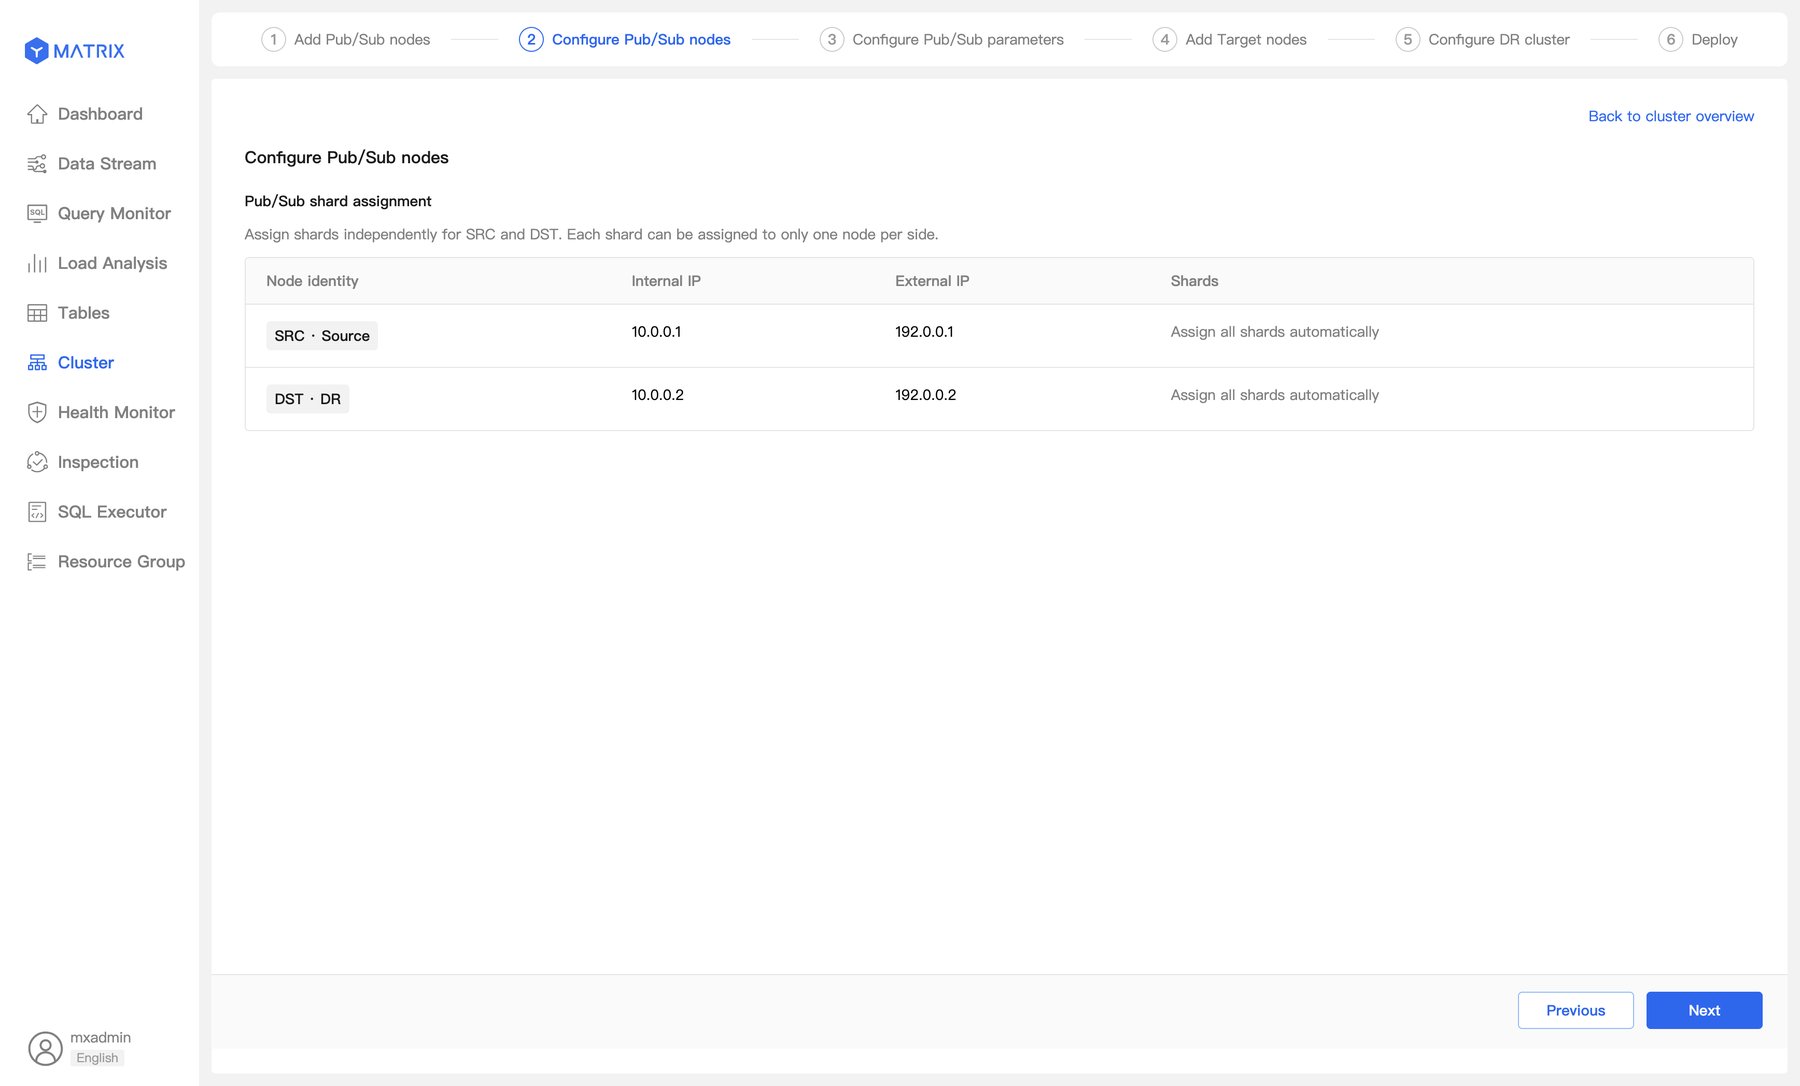 MATRIX
Dashboard
Data Stream
SQL
Query Monitor
Load Analysis
Tables
Cluster
Health Monitor
Inspection
SQL Executor
Resource Group
mxadmin
English
1 Add Pub/Sub nodes
2 Configure Pub/Sub nodes
3 Configure Pub/Sub parameters
4 Add Target nodes
5 Configure DR cluster
6 Deploy
Back to cluster overview
Configure Pub/Sub nodes
Pub/Sub shard assignment
Assign shards independently for SRC and DST. Each shard can be assigned to only one node per side.
Node identity Internal IP External IP Shards
SRC · Source 10.0.0.1 192.0.0.1 Assign all shards automatically
DST · DR 10.0.0.2 192.0.0.2 Assign all shards automatically
Previous Next